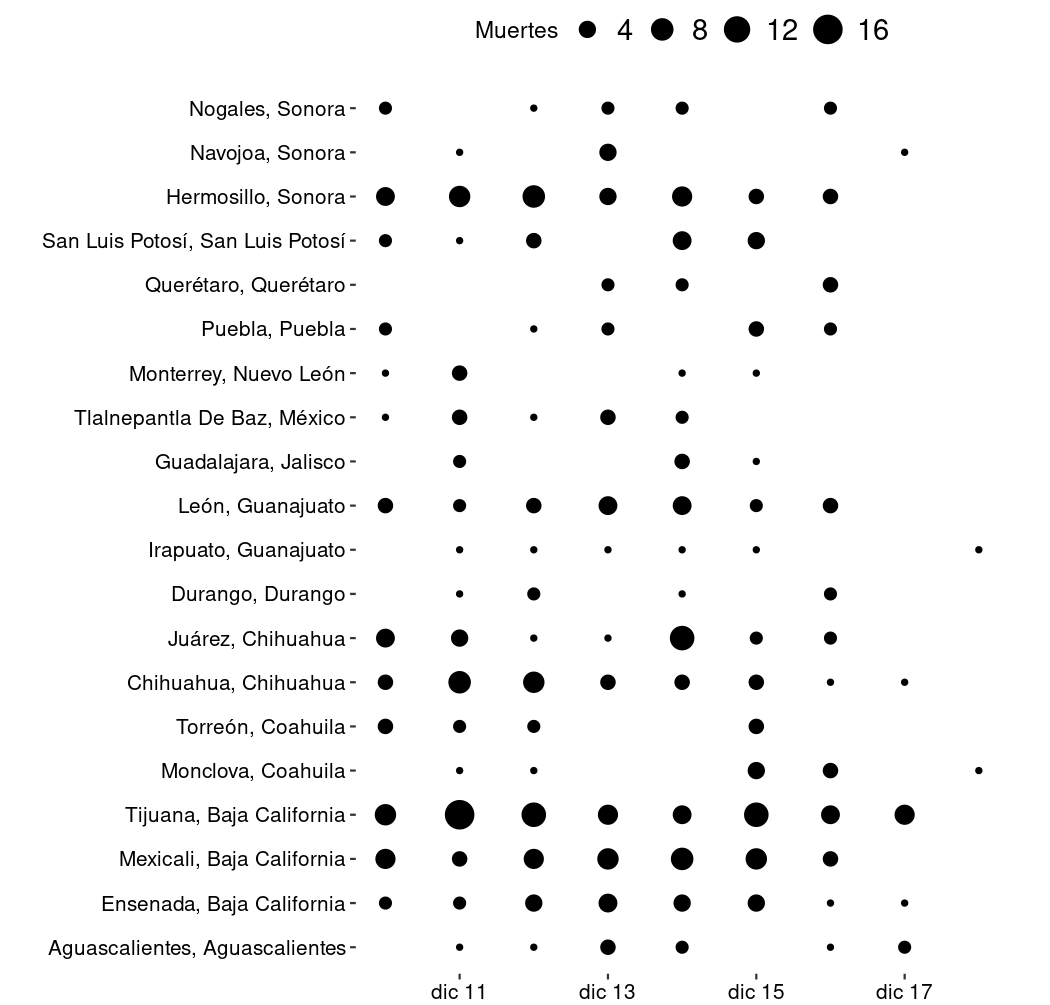 Muertes 4 8 12 16
Nogales, Sonora
Navojoa, Sonora
Hermosillo, Sonora
San Luis Potosí, San Luis Potosí
Querétaro, Querétaro
Puebla, Puebla
Monterrey, Nuevo León
Tlalnepantla De Baz, México
Guadalajara, Jalisco
León, Guanajuato
Irapuato, Guanajuato
Durango, Durango
Juárez, Chihuahua
Chihuahua, Chihuahua
Torreón, Coahuila
Monclova, Coahuila
Tijuana, Baja California
Mexicali, Baja California
Ensenada, Baja California
Aguascalientes, Aguascalientes
dic 11 dic 13 dic 15 dic 17